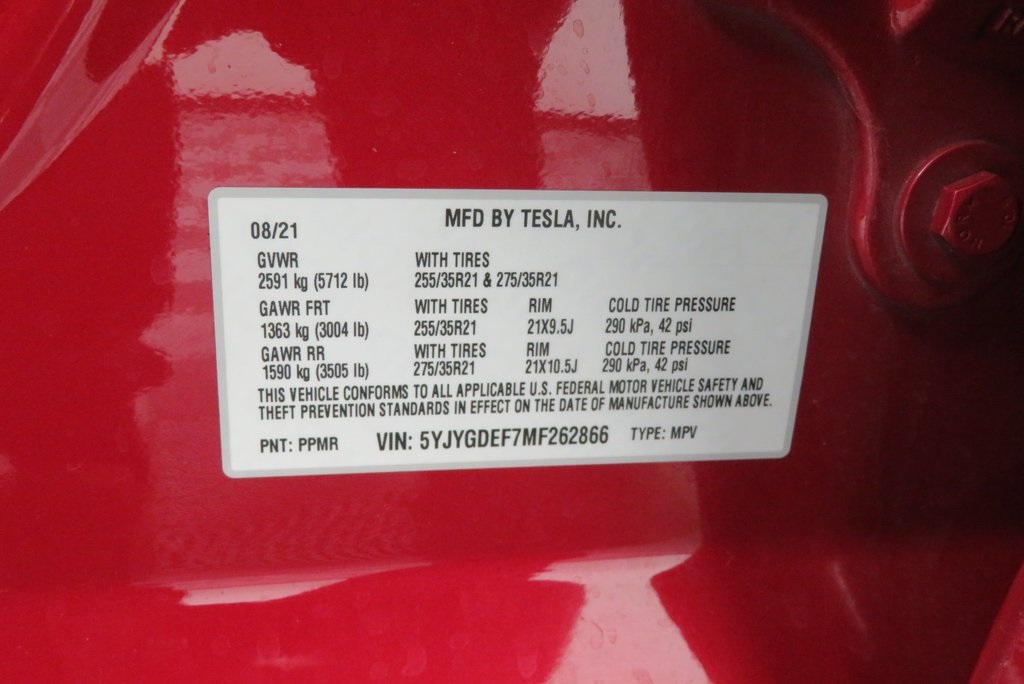 MFD BY TESLA, INC.
08/21
GVWR WITH TIRES
2591 kg (5712 lb) 255/35R21 & 275/35R21
GAWR FRT WITH TIRES RIM COLD TIRE PRESSURE
1363 kg (3004 lb) 255/35R21 21X9.5J 290 kPa, 42 psi
GAWR RR WITH TIRES RIM COLD TIRE PRESSURE
1590 kg (3505 lb) 275/35R21 21X10.5J 290 kPa, 42 psi
THIS VEHICLE CONFORMS TO ALL APPLICABLE U.S. FEDERAL MOTOR VEHICLE SAFETY AND
THEFT PREVENTION STANDARDS IN EFFECT ON THE DATE OF MANUFACTURE SHOWN ABOVE.
PNT: PPMR VIN: 5YJYGDEF7MF262866 TYPE: MPV